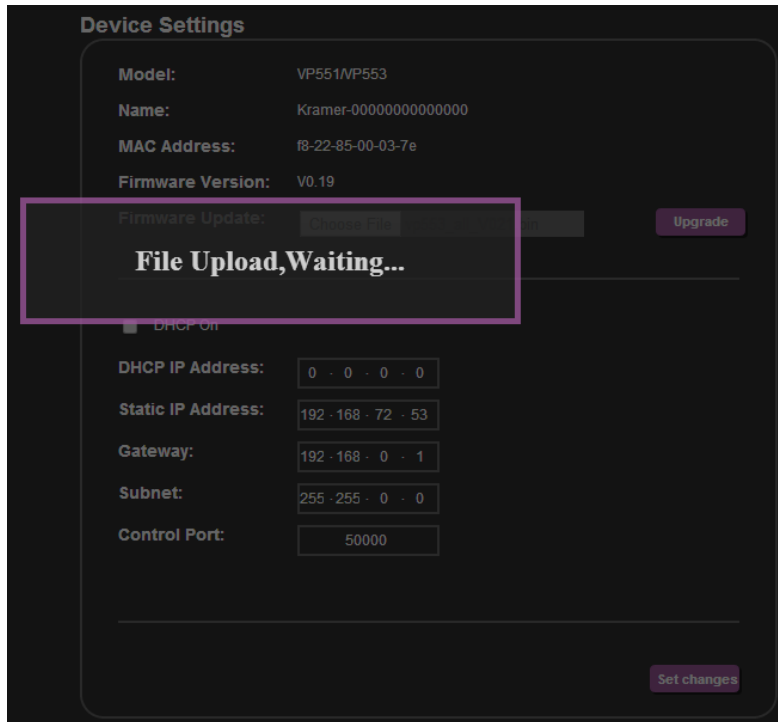 Device Settings
Model: VP551/VP553
Name: Kramer-00000000000000
MAC Address: f8-22-85-00-03-7e
Firmware Version: V0.19
Firmware Update: Choose File Upgrade
File Upload,Waiting...
DHCP On
DHCP IP Address: 0 · 0 · 0 · 0
Static IP Address: 192 · 168 · 72 · 53
Gateway: 192 · 168 · 0 · 1
Subnet: 255 · 255 · 0 · 0
Control Port: 50000
Set changes